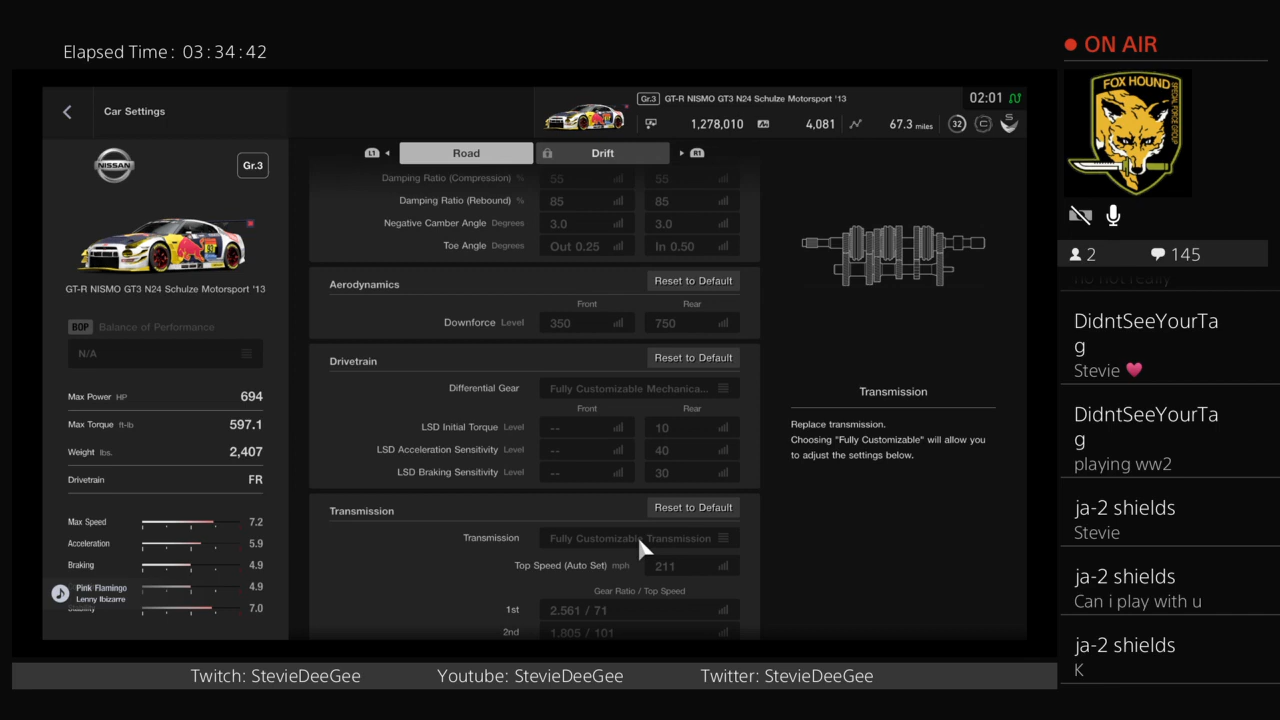 Elapsed Time: 03:34:42
ON AIR
FOX HOUND
SPECIAL FORCE GROUP
2
145
Car Settings
Gr.3 GT-R NISMO GT3 N24 Schulze Motorsport '13
02:01
1,278,010
4,081
67.3 miles
32
C
S
NISSAN
Gr.3
GT-R NISMO GT3 N24 Schulze Motorsport '13
BOP Balance of Performance
N/A
Max Power HP 694
Max Torque ft-lb 597.1
Weight lbs. 2,407
Drivetrain FR
Max Speed 7.2
Acceleration 5.9
Braking 4.9
4.9
Stability 7.0
Pink Flamingo
Lenny Ibizarre
L1 Road Drift R1
Damping Ratio (Compression) % 55 55
Damping Ratio (Rebound) % 85 85
Negative Camber Angle Degrees 3.0 3.0
Toe Angle Degrees Out 0.25 In 0.50
Aerodynamics Reset to Default
Front Rear
Downforce Level 350 750
Drivetrain Reset to Default
Differential Gear Fully Customizable Mechanica...
Front Rear
LSD Initial Torque Level -- 10
LSD Acceleration Sensitivity Level -- 40
LSD Braking Sensitivity Level -- 30
Transmission Reset to Default
Transmission Fully Customizable Transmission
Top Speed (Auto Set) mph 211
Gear Ratio / Top Speed
1st 2.561 / 71
2nd 1.805 / 101
Transmission
Replace transmission.
Choosing "Fully Customizable" will allow you
to adjust the settings below.
No not really
DidntSeeYourTa
g
Stevie
DidntSeeYourTa
g
playing ww2
ja-2 shields
Stevie
ja-2 shields
Can i play with u
ja-2 shields
K
Twitch: StevieDeeGee
Youtube: StevieDeeGee
Twitter: StevieDeeGee